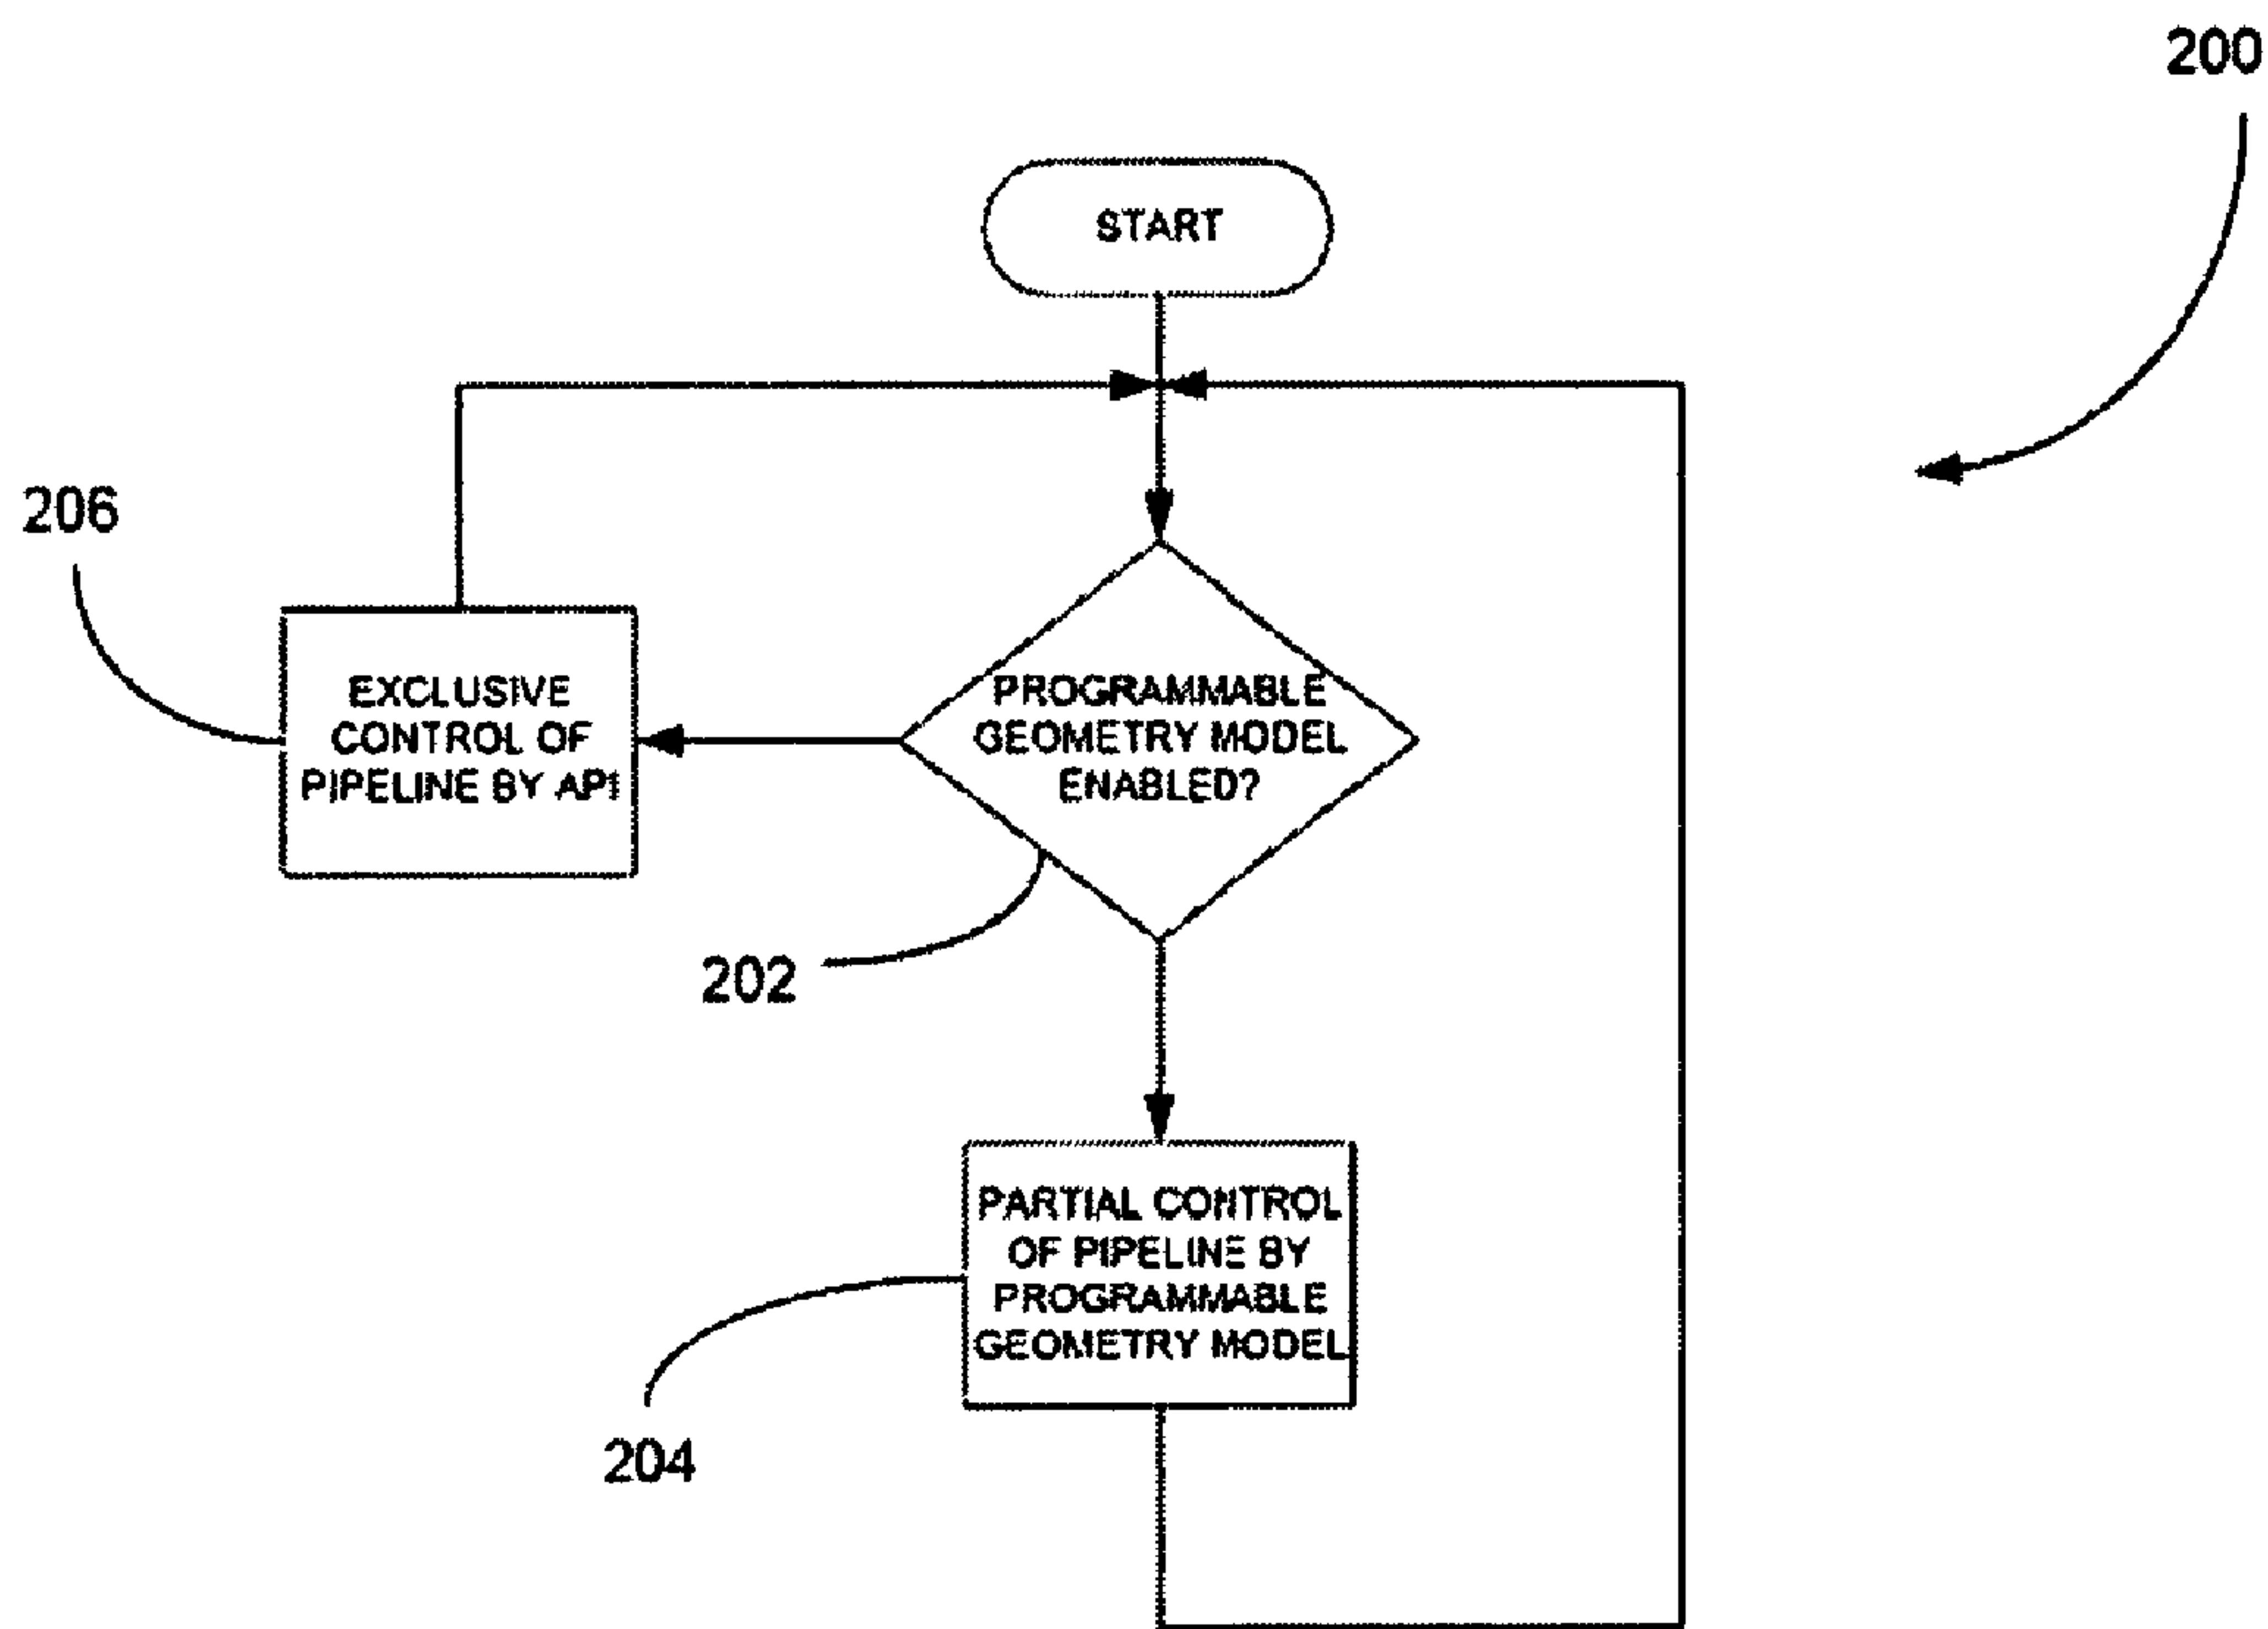 200
START
206
EXCLUSIVE
CONTROL OF
PIPELINE BY API
PROGRAMMABLE
GEOMETRY MODEL
ENABLED?
202
PARTIAL CONTROL
OF PIPELINE BY
PROGRAMMABLE
GEOMETRY MODEL
204